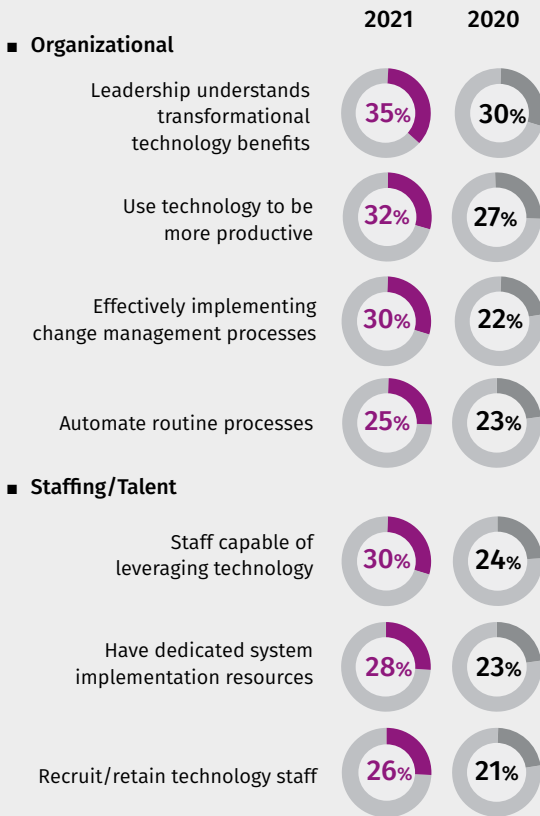 2021 2020
■ Organizational
Leadership understands
transformational
technology benefits
35% 30%
Use technology to be
more productive
32% 27%
Effectively implementing
change management processes
30% 22%
Automate routine processes
25% 23%
■ Staffing/Talent
Staff capable of
leveraging technology
30% 24%
Have dedicated system
implementation resources
28% 23%
Recruit/retain technology staff
26% 21%